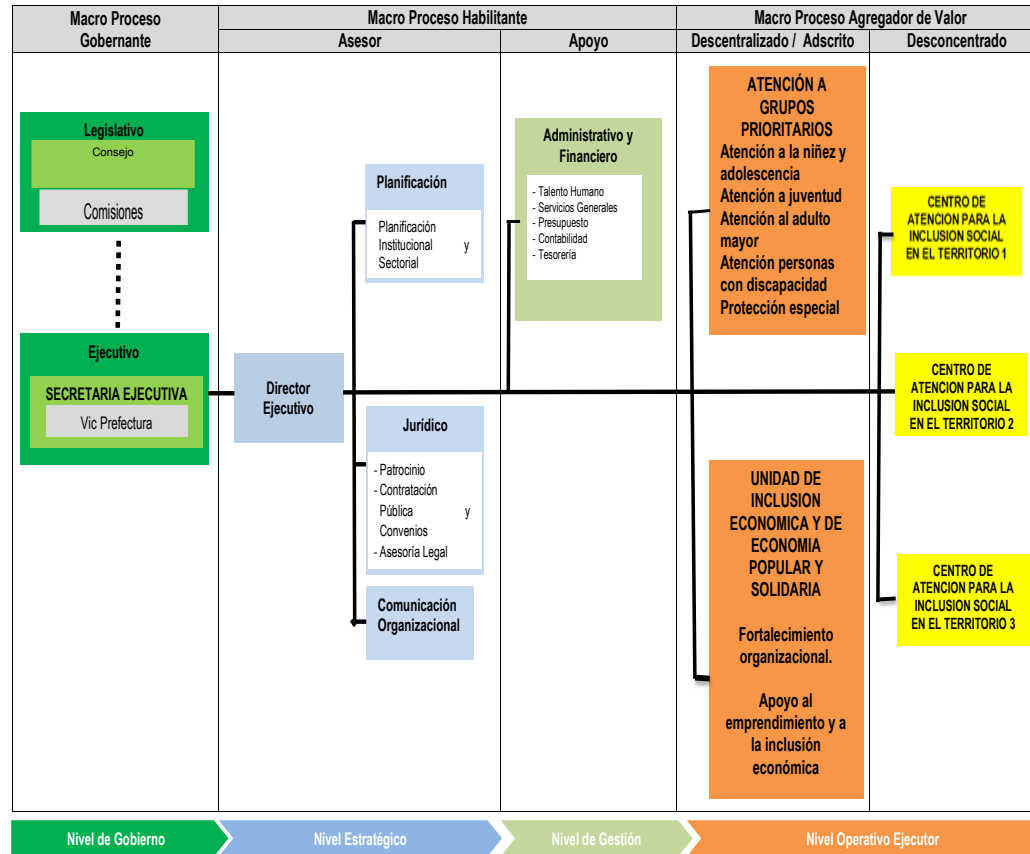 Macro Proceso
Gobernante
Macro Proceso Habilitante
Macro Proceso Agregador de Valor
Asesor
Apoyo
Descentralizado / Adscrito
Desconcentrado
Legislativo
Consejo
Comisiones
Ejecutivo
SECRETARIA EJECUTIVA
Vic Prefectura
Director
Ejecutivo
Planificación
Planificación
Institucional y
Sectorial
Jurídico
- Patrocinio
- Contratación
Pública y
Convenios
- Asesoría Legal
Comunicación
Organizacional
Administrativo y
Financiero
- Talento Humano
- Servicios Generales
- Presupuesto
- Contabilidad
- Tesorería
ATENCIÓN A
GRUPOS
PRIORITARIOS
Atención a la niñez y
adolescencia
Atención a juventud
Atención al adulto
mayor
Atención personas
con discapacidad
Protección especial
UNIDAD DE
INCLUSION
ECONOMICA Y DE
ECONOMIA
POPULAR Y
SOLIDARIA
Fortalecimiento
organizacional.
Apoyo al
emprendimiento y a
la inclusión
económica
CENTRO DE
ATENCION PARA LA
INCLUSION SOCIAL
EN EL TERRITORIO 1
CENTRO DE
ATENCION PARA LA
INCLUSION SOCIAL
EN EL TERRITORIO 2
CENTRO DE
ATENCION PARA LA
INCLUSION SOCIAL
EN EL TERRITORIO 3
Nivel de Gobierno
Nivel Estratégico
Nivel de Gestión
Nivel Operativo Ejecutor